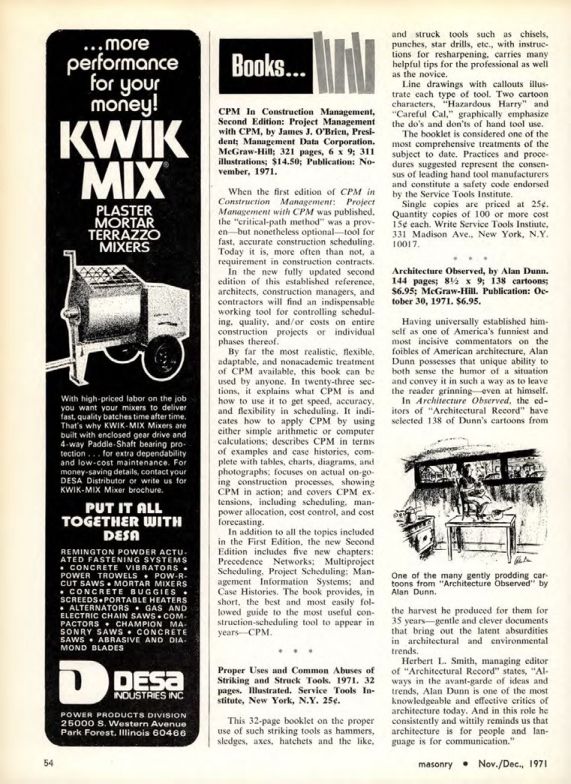 ...more
performance
for your
money!
KWIK
MIX®
PLASTER
MORTAR
TERRAZZO
MIXERS
With high-priced labor on the job
you want your mixers to deliver
fast, quality batches time after time.
That's why KWIK-MIX Mixers are
built with enclosed gear drive and
4-way Paddle-Shaft bearing pro-
tection . . . for extra dependability
and low-cost maintenance. For
money-saving details, contact your
DESA Distributor or write us for
KWIK-MIX Mixer brochure.
PUT IT ALL
TOGETHER WITH
DESA
REMINGTON POWDER ACTU-
ATED FASTENING SYSTEMS
• CONCRETE VIBRATORS •
POWER TROWELS • POW-R-
CUT SAWS • MORTAR MIXERS
• CONCRETE BUGGIES •
SCREEDS • PORTABLE HEATERS
• ALTERNATORS • GAS AND
ELECTRIC CHAIN SAWS • COM-
PACTORS • CHAMPION MA-
SONRY SAWS • CONCRETE
SAWS • ABRASIVE AND DIA-
MOND BLADES
DESA
INDUSTRIES INC
POWER PRODUCTS DIVISION
25000 S. Western Avenue
Park Forest, Illinois 60466
Books...
CPM In Construction Management,
Second Edition: Project Management
with CPM, by James J. O'Brien, Presi-
dent; Management Data Corporation.
McGraw-Hill; 321 pages, 6 x 9; 311
illustrations; $14.50; Publication: No-
vember, 1971.
When the first edition of CPM in
Construction Management: Project
Management with CPM was published,
the "critical-path method" was a prov-
en—but nonetheless optional—tool for
fast, accurate construction scheduling.
Today it is, more often than not, a
requirement in construction contracts.
In the new fully updated second
edition of this established reference,
architects, construction managers, and
contractors will find an indispensable
working tool for controlling schedul-
ing, quality, and/or costs on entire
construction projects or individual
phases thereof.
By far the most realistic, flexible,
adaptable, and nonacademic treatment
of CPM available, this book can be
used by anyone. In twenty-three sec-
tions, it explains what CPM is and
how to use it to get speed, accuracy,
and flexibility in scheduling. It indi-
cates how to apply CPM by using
either simple arithmetic or computer
calculations; describes CPM in terms
of examples and case histories, com-
plete with tables, charts, diagrams, and
photographs; focuses on actual on-go-
ing construction processes, showing
CPM in action; and covers CPM ex-
tensions, including scheduling, man-
power allocation, cost control, and cost
forecasting.
In addition to all the topics included
in the First Edition, the new Second
Edition includes five new chapters:
Precedence Networks; Multiproject
Scheduling, Project Scheduling; Man-
agement Information Systems; and
Case Histories. The book provides, in
short, the best and most easily fol-
lowed guide to the most useful con-
struction-scheduling tool to appear in
years—CPM.
* * *
Proper Uses and Common Abuses of
Striking and Struck Tools. 1971. 32
pages. Illustrated. Service Tools In-
stitute, New York, N.Y. 25¢.
This 32-page booklet on the proper
use of such striking tools as hammers,
sledges, axes, hatchets and the like,
and struck tools such as chisels,
punches, star drills, etc., with instruc-
tions for resharpening, carries many
helpful tips for the professional as well
as the novice.
Line drawings with callouts illus-
trate each type of tool. Two cartoon
characters, "Hazardous Harry" and
"Careful Cal," graphically emphasize
the do's and don'ts of hand tool use.
The booklet is considered one of the
most comprehensive treatments of the
subject to date. Practices and proce-
dures suggested represent the consen-
sus of leading hand tool manufacturers
and constitute a safety code endorsed
by the Service Tools Institute.
Single copies are priced at 25¢.
Quantity copies of 100 or more cost
15¢ each. Write Service Tools Instiute,
331 Madison Ave., New York, N.Y.
10017.
* * *
Architecture Observed, by Alan Dunn.
144 pages; 8½ x 9; 138 cartoons;
$6.95; McGraw-Hill. Publication: Oc-
tober 30, 1971. $6.95.
Having universally established him-
self as one of America's funniest and
most incisive commentators on the
foibles of American architecture, Alan
Dunn possesses that unique ability to
both sense the humor of a situation
and convey it in such a way as to leave
the reader grinning—even at himself.
In Architecture Observed, the ed-
itors of "Architectural Record" have
selected 138 of Dunn's cartoons from
One of the many gently prodding car-
toons from "Architecture Observed" by
Alan Dunn.
the harvest he produced for them for
35 years—gentle and clever documents
that bring out the latent absurdities
in architectural and environmental
trends.
Herbert L. Smith, managing editor
of "Architectural Record" states, "Al-
ways in the avant-garde of ideas and
trends, Alan Dunn is one of the most
knowledgeable and effective critics of
architecture today. And in this role he
consistently and wittily reminds us that
architecture is for people and lan-
guage is for communication."
54
masonry • Nov./Dec., 1971